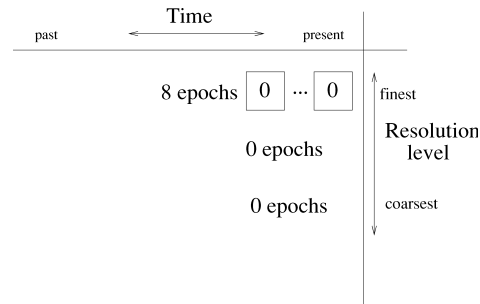 Time
past
present
8 epochs 0 ... 0
finest
Resolution
level
0 epochs
0 epochs
coarsest